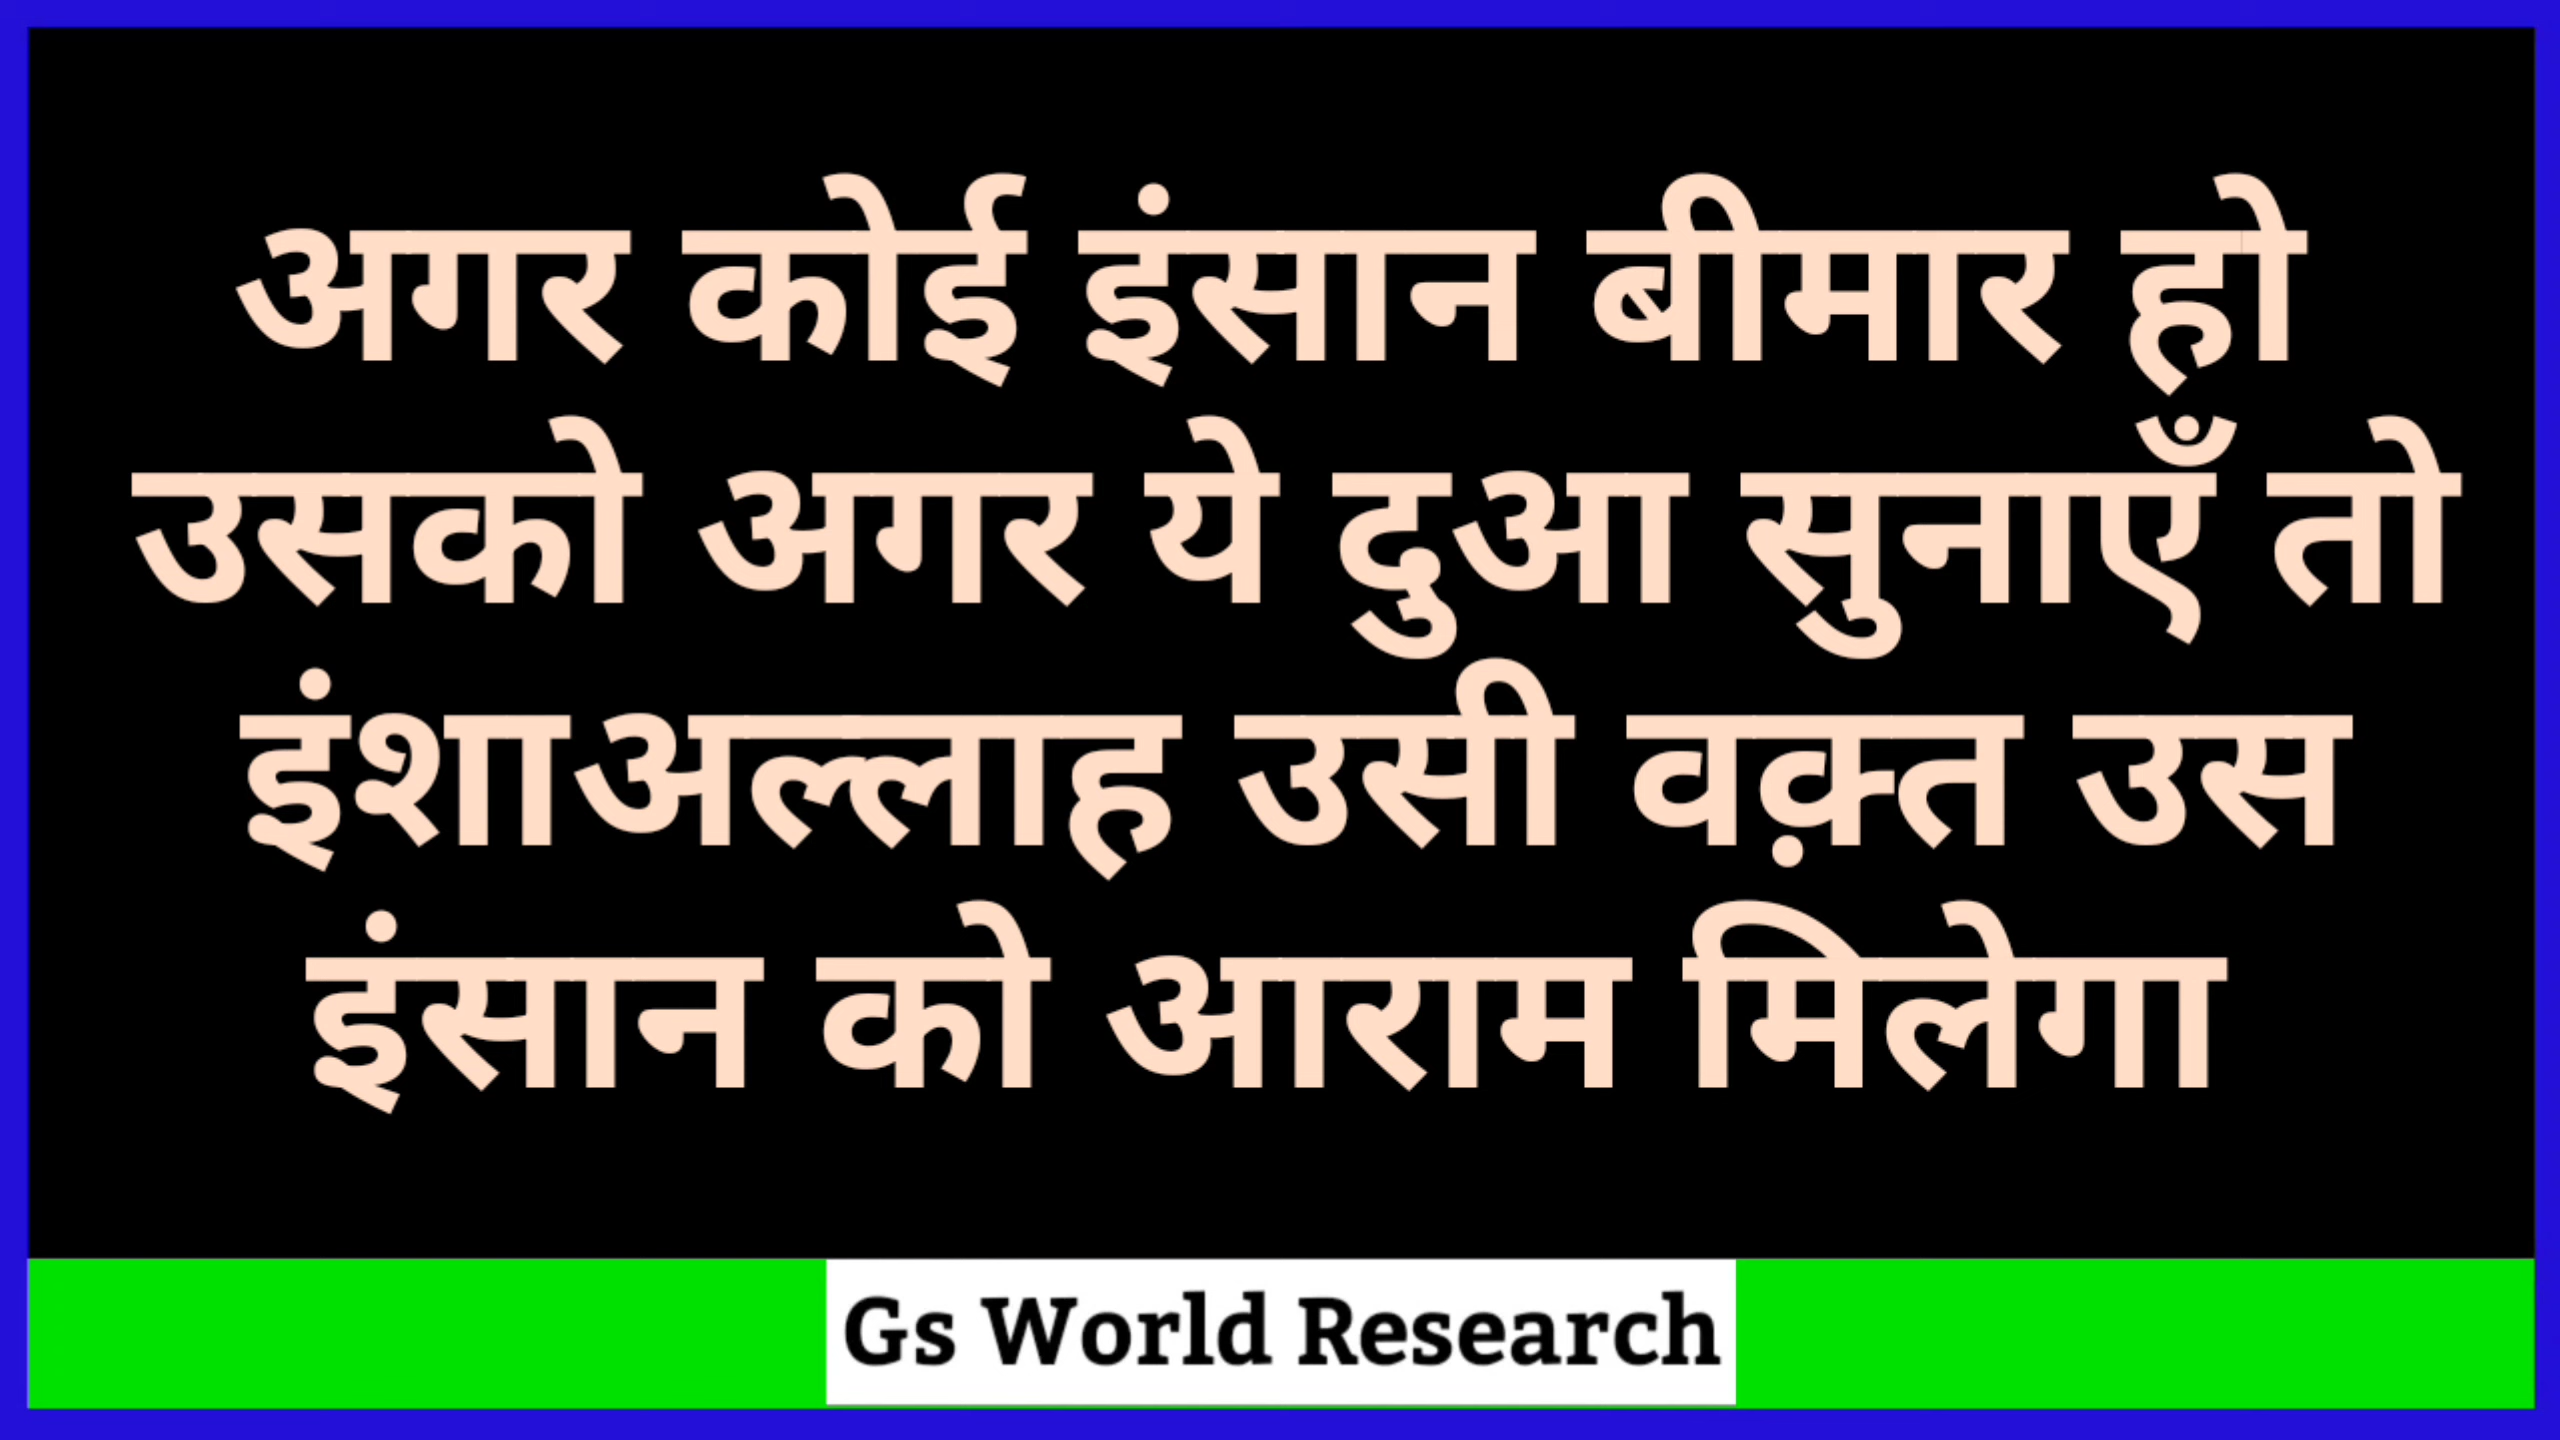 अगर कोई इंसान बीमार हो
उसको अगर ये दुआ सुनाएँ तो
इंशाअल्लाह उसी वक़्त उस
इंसान को आराम मिलेगा
Gs World Research